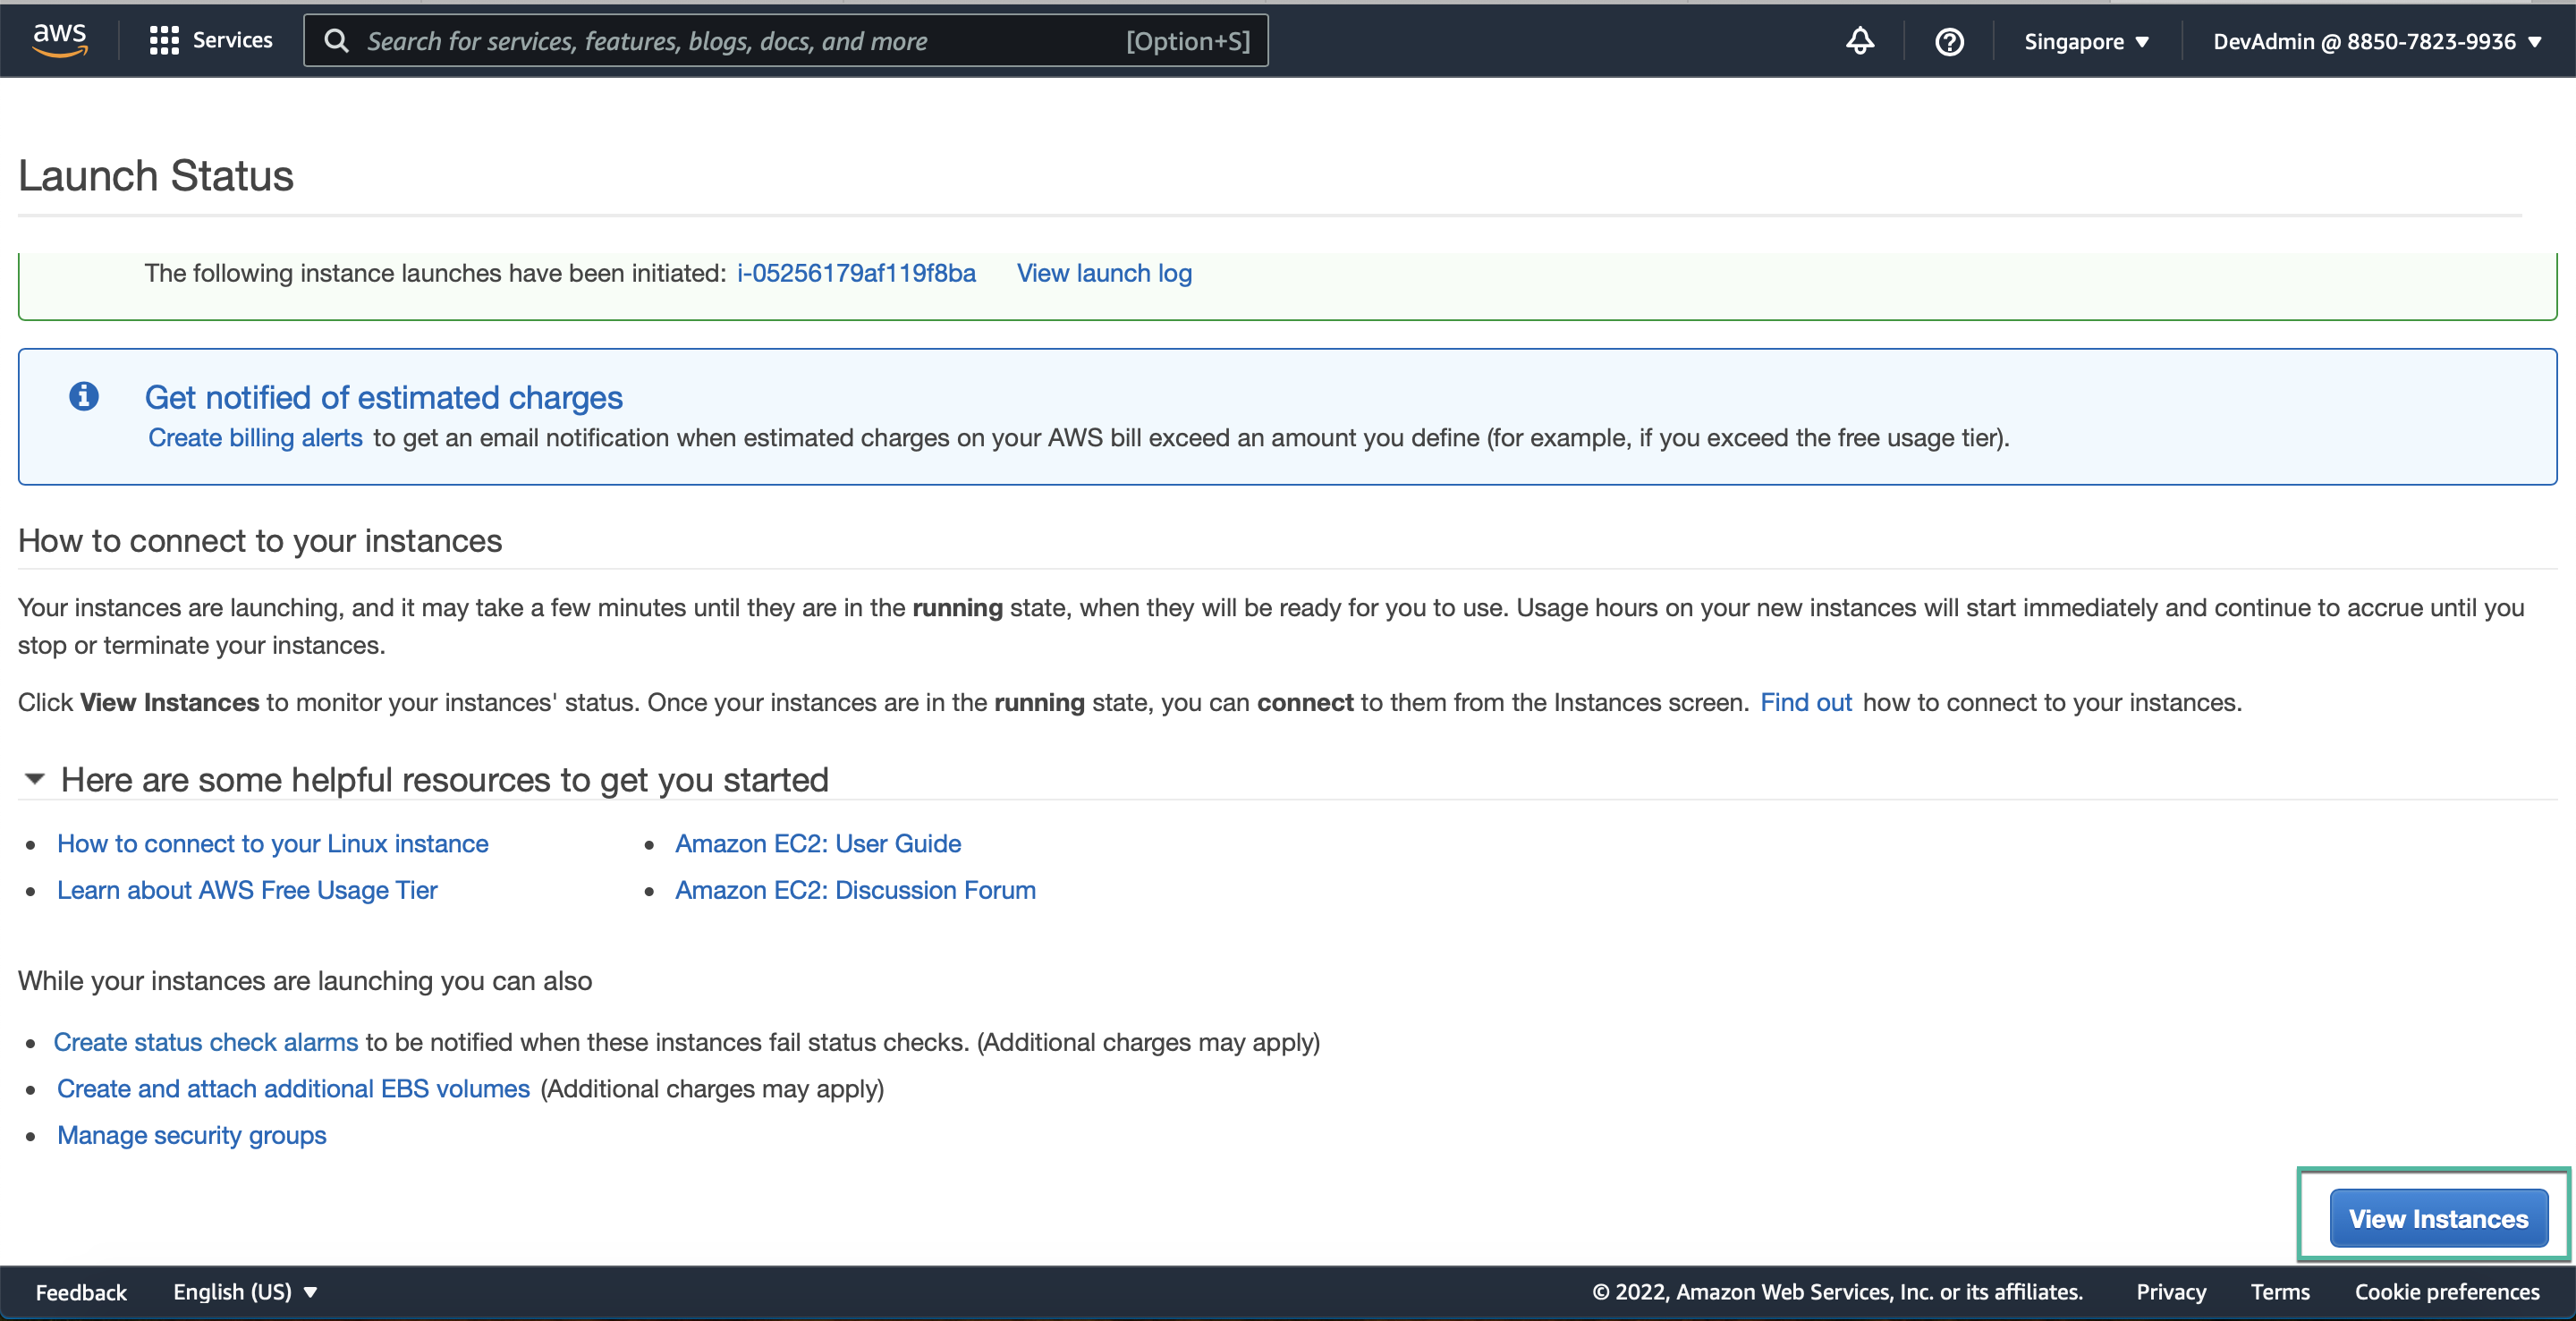 aws Services Search for services, features, blogs, docs, and more [Option+S] Singapore ▼ DevAdmin @ 8850-7823-9936 ▼
Launch Status
The following instance launches have been initiated: i-05256179af119f8ba View launch log
Get notified of estimated charges
Create billing alerts to get an email notification when estimated charges on your AWS bill exceed an amount you define (for example, if you exceed the free usage tier).
How to connect to your instances
Your instances are launching, and it may take a few minutes until they are in the running state, when they will be ready for you to use. Usage hours on your new instances will start immediately and continue to accrue until you
stop or terminate your instances.
Click View Instances to monitor your instances' status. Once your instances are in the running state, you can connect to them from the Instances screen. Find out how to connect to your instances.
Here are some helpful resources to get you started
• How to connect to your Linux instance • Amazon EC2: User Guide
• Learn about AWS Free Usage Tier • Amazon EC2: Discussion Forum
While your instances are launching you can also
• Create status check alarms to be notified when these instances fail status checks. (Additional charges may apply)
• Create and attach additional EBS volumes (Additional charges may apply)
• Manage security groups
View Instances
Feedback English (US) ▼ © 2022, Amazon Web Services, Inc. or its affiliates. Privacy Terms Cookie preferences